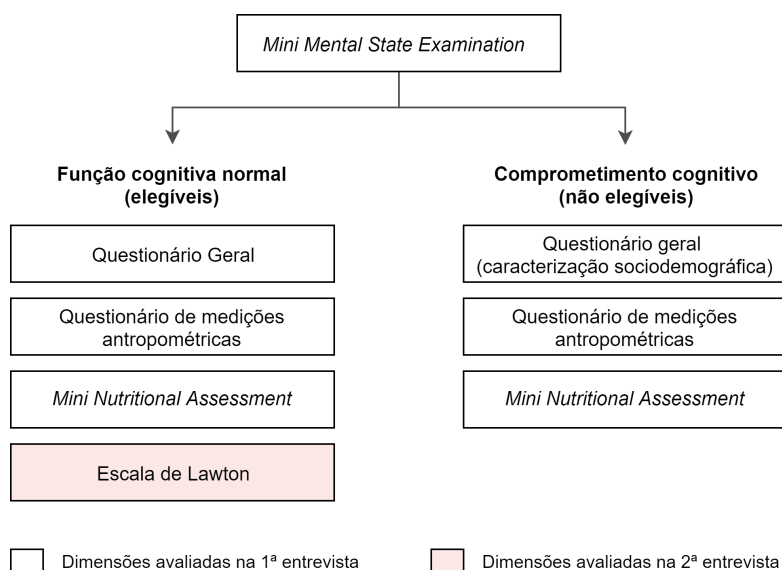 Mini Mental State Examination
Função cognitiva normal
(elegíveis)
Questionário Geral
Questionário de medições
antropométricas
Mini Nutritional Assessment
Escala de Lawton
Comprometimento cognitivo
(não elegíveis)
Questionário geral
(caracterização sociodemográfica)
Questionário de medições
antropométricas
Mini Nutritional Assessment
Dimensões avaliadas na 1ª entrevista
Dimensões avaliadas na 2ª entrevista